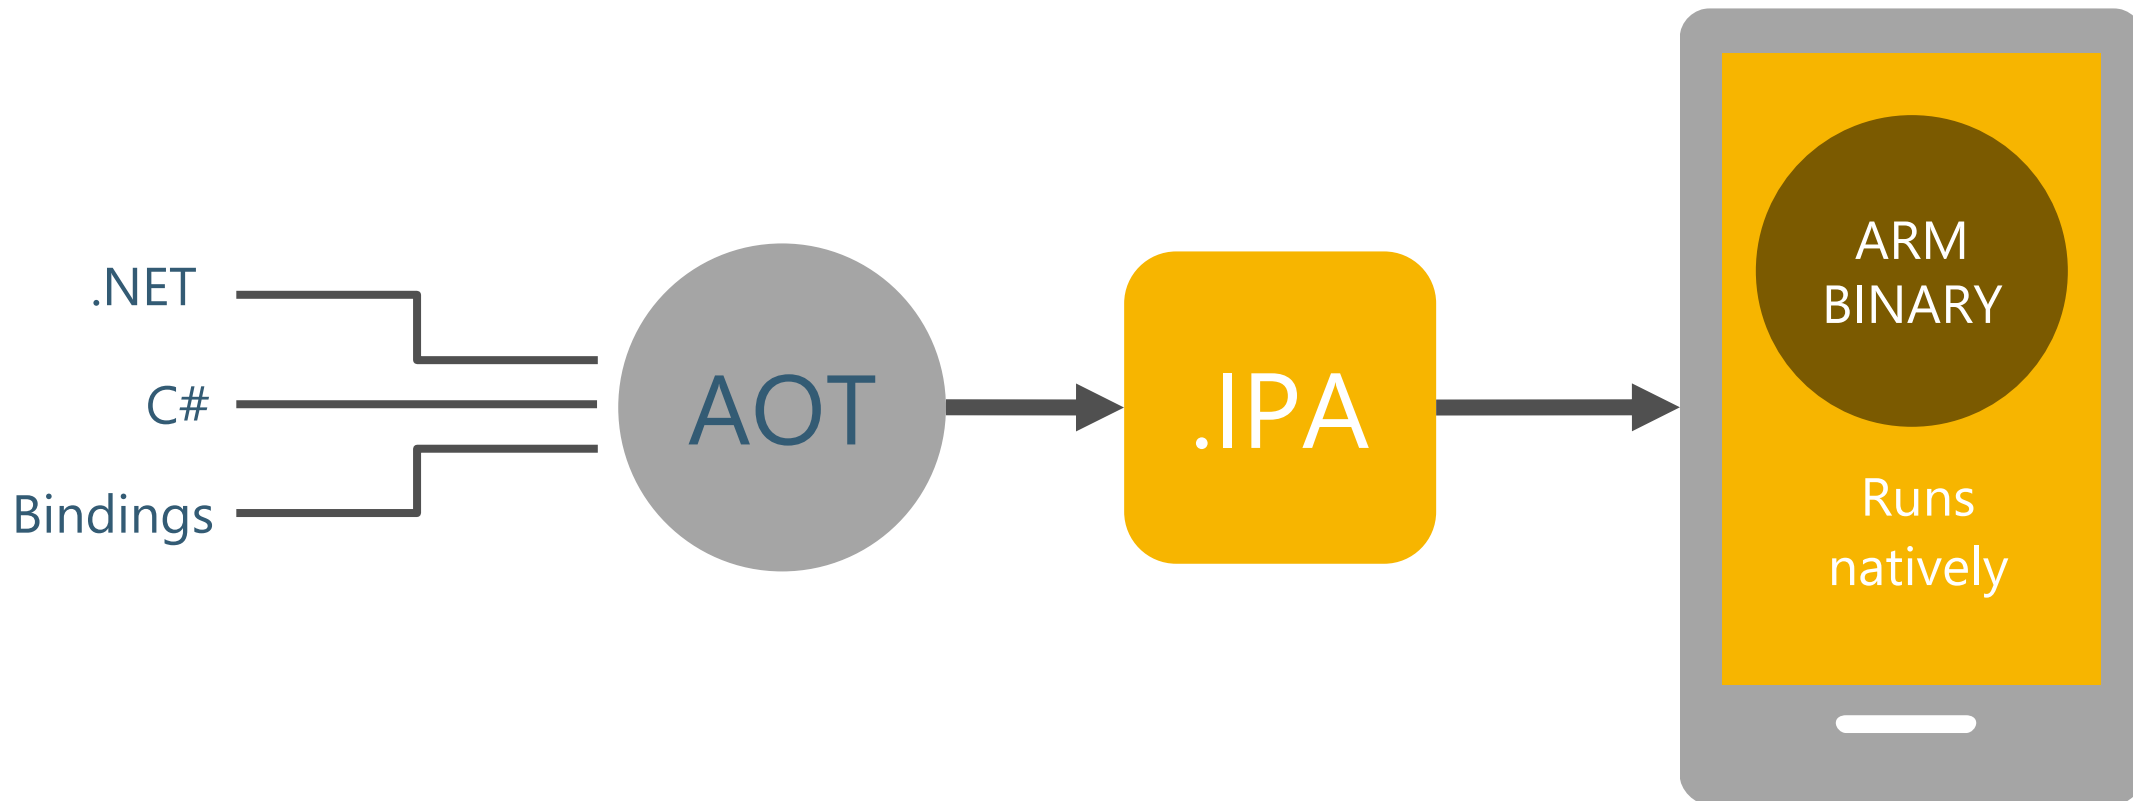 .NET
C#
Bindings
AOT
.IPA
ARM
BINARY
Runs
natively